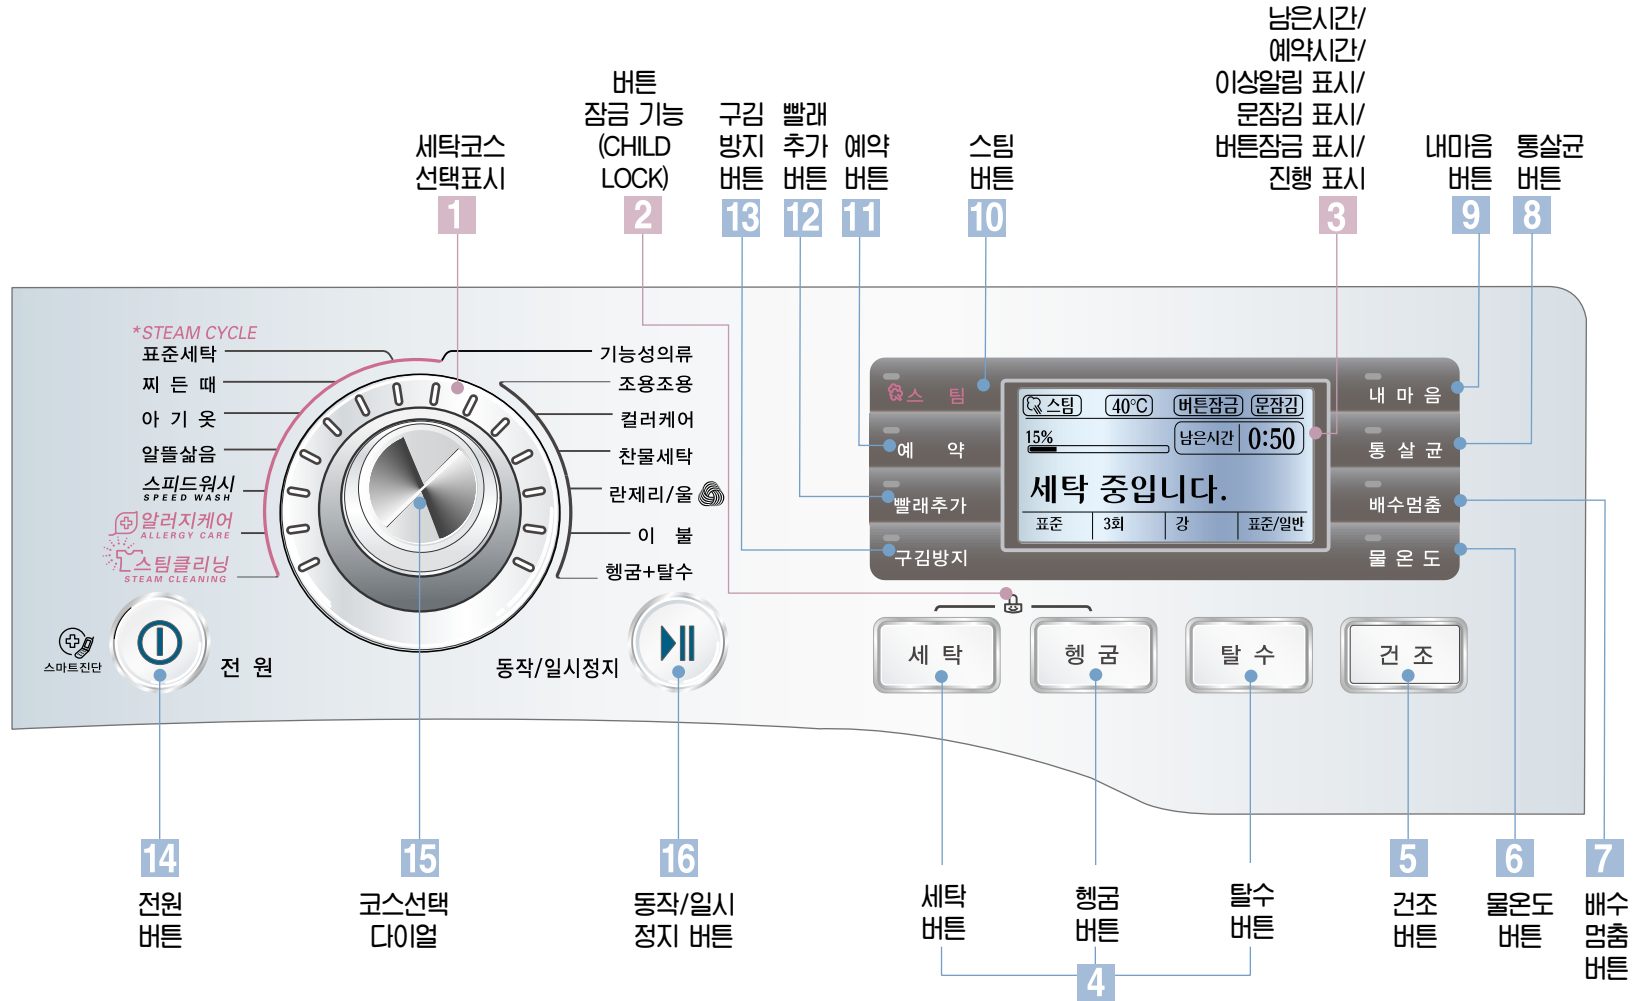 남은시간/
예약시간/
이상알림 표시/
문잠김 표시/
버튼잠금 표시/
진행 표시
3
버튼
잠금 기능
(CHILD
LOCK)
2
세탁코스
선택표시
1
구김
방지
버튼
13
빨래
추가
버튼
12
예약
버튼
11
스팀
버튼
10
내마음
버튼
9
통살균
버튼
8
*STEAM CYCLE
표준세탁
찌 든 때
아 기 옷
알뜰삶음
스피드워시
SPEED WASH
알러지케어
ALLERGY CARE
스팀클리닝
STEAM CLEANING
기능성의류
조용조용
컬러케어
찬물세탁
란제리/울
이 불
헹굼+탈수
스마트진단
전 원
동작/일시정지
스 팀
예 약
빨래추가
구김방지
스팀 40°C 버튼잠금 문잠김
15% 남은시간 0:50
세탁 중입니다.
표준 3회 강 표준/일반
내 마 음
통 살 균
배수멈춤
물 온 도
세 탁
헹 굼
탈 수
건 조
14
전원
버튼
15
코스선택
다이얼
16
동작/일시
정지 버튼
세탁
버튼
헹굼
버튼
탈수
버튼
4
5
건조
버튼
6
물온도
버튼
7
배수
멈춤
버튼